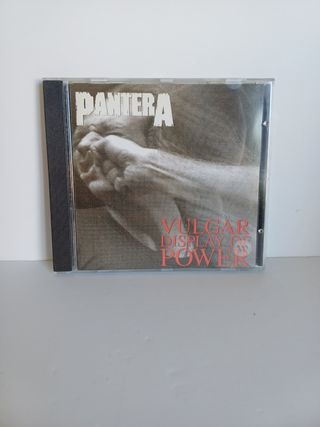 PANTERA
VULGAR
DISPLAY OF
POWER